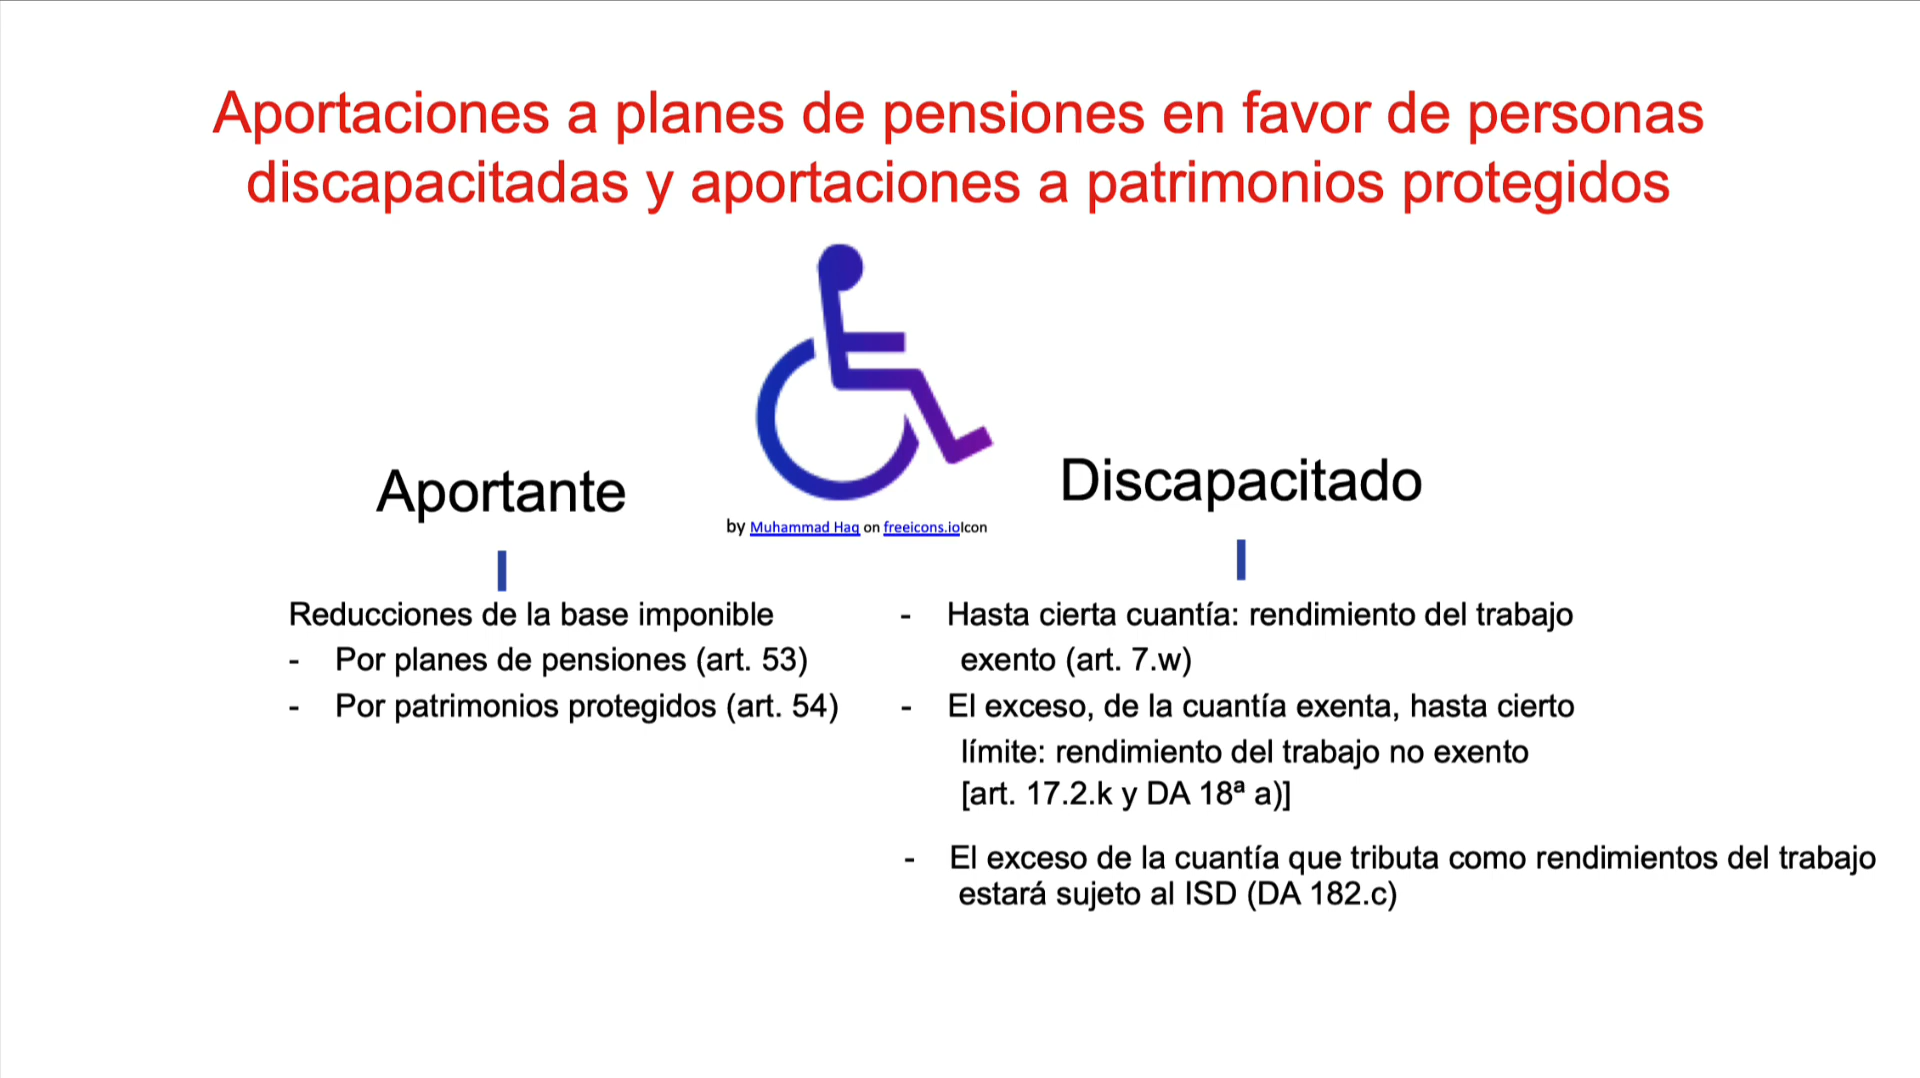 Aportaciones a planes de pensiones en favor de personas
discapacitadas y aportaciones a patrimonios protegidos
Aportante
by Muhammad Haq on freeicons.ioIcon
Discapacitado
Reducciones de la base imponible
- Por planes de pensiones (art. 53)
- Por patrimonios protegidos (art. 54)
- Hasta cierta cuantía: rendimiento del trabajo
exento (art. 7.w)
- El exceso, de la cuantía exenta, hasta cierto
límite: rendimiento del trabajo no exento
[art. 17.2.k y DA 18ª a)]
- El exceso de la cuantía que tributa como rendimientos del trabajo
estará sujeto al ISD (DA 182.c)